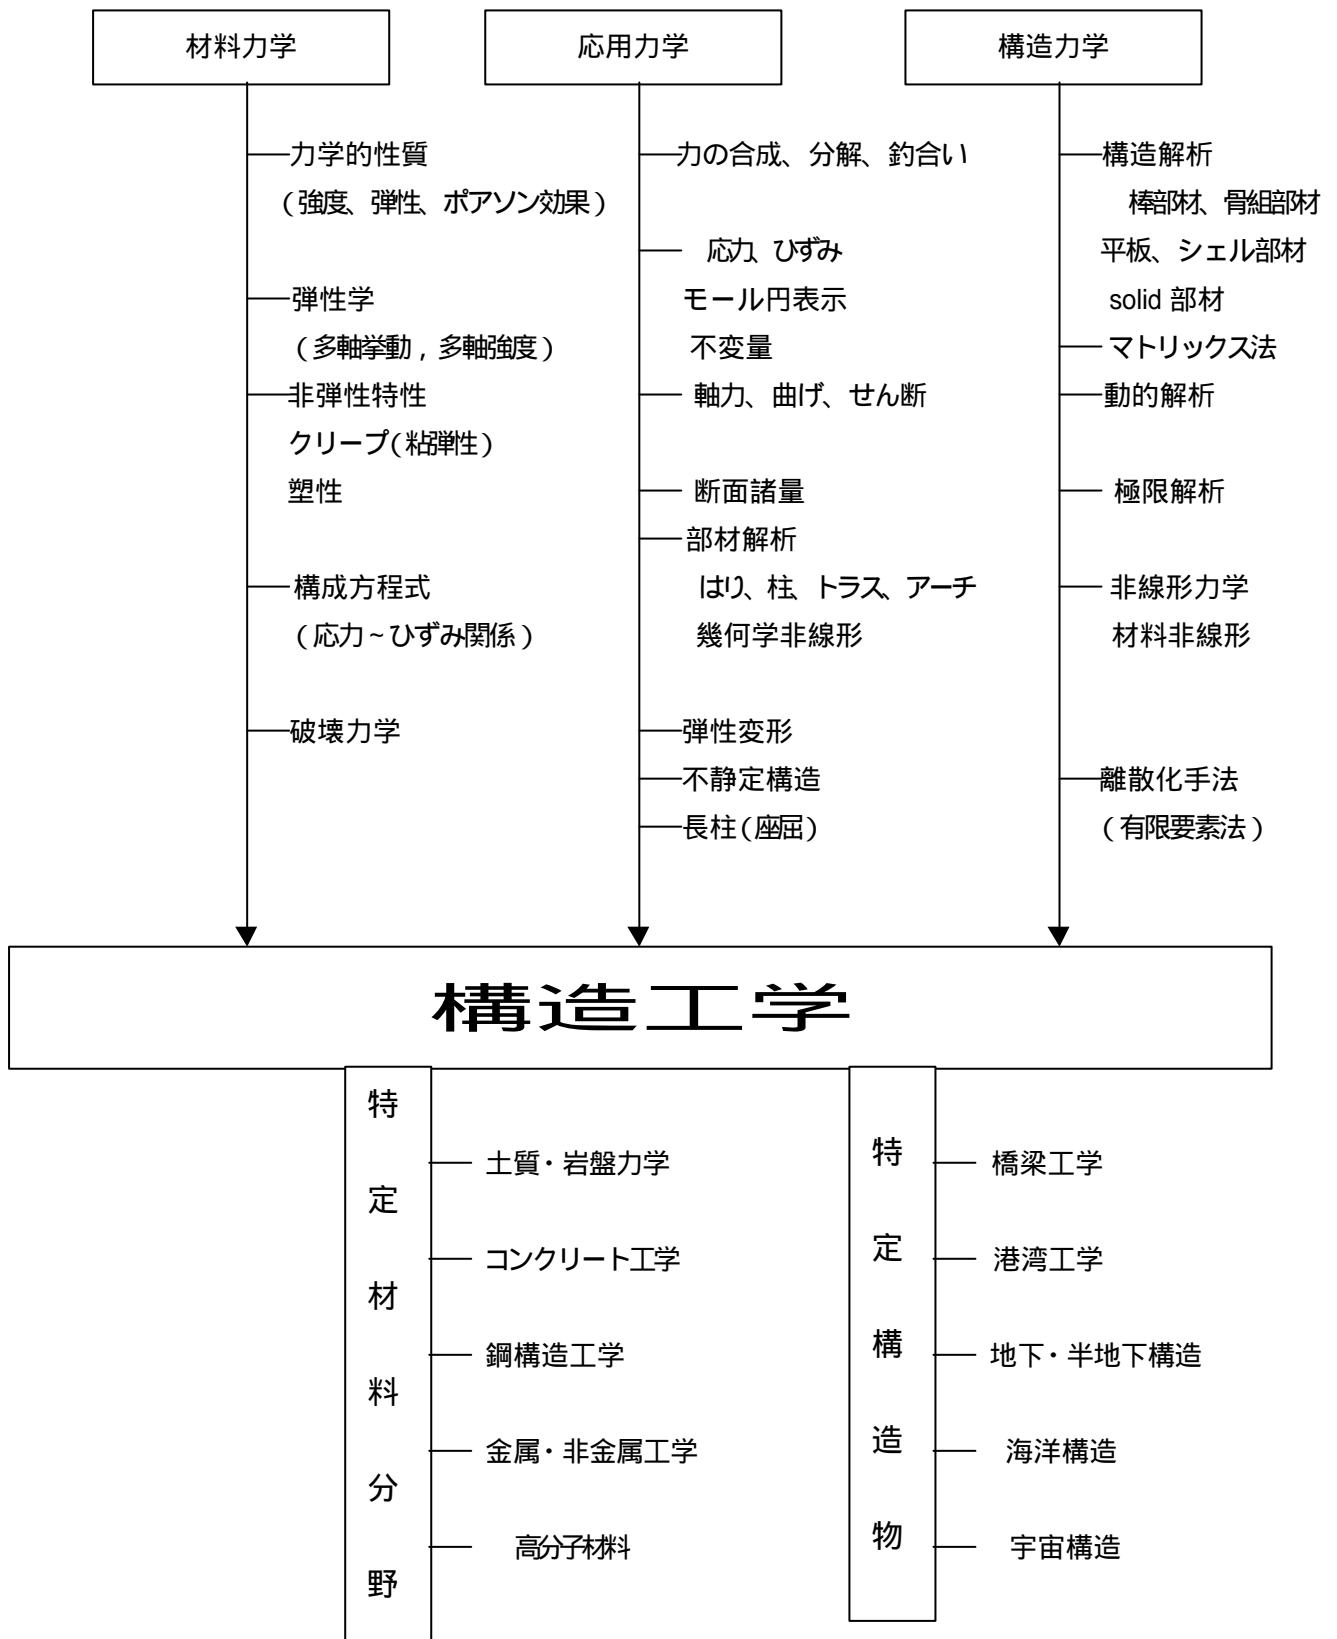 材料力学
力学的性質
（強度、弾性、ポアソン効果）
弾性学
（多軸挙動，多軸強度）
非弾性特性
クリープ（粘弾性）
塑性
構成方程式
（応力~ひずみ関係）
破壊力学
応用力学
力の合成、分解、釣合い
応力、ひずみ
モール円表示
不変量
軸力、曲げ、せん断
断面諸量
部材解析
はり、柱、トラス、アーチ
幾何学非線形
弾性変形
不静定構造
長柱（座屈）
構造力学
構造解析
棒部材、骨組部材
平板、シェル部材
solid 部材
マトリックス法
動的解析
極限解析
非線形力学
材料非線形
離散化手法
（有限要素法）
構造工学
特定材料分野
土質・岩盤力学
コンクリート工学
鋼構造工学
金属・非金属工学
高分子材料
特定構造物
橋梁工学
港湾工学
地下・半地下構造
海洋構造
宇宙構造